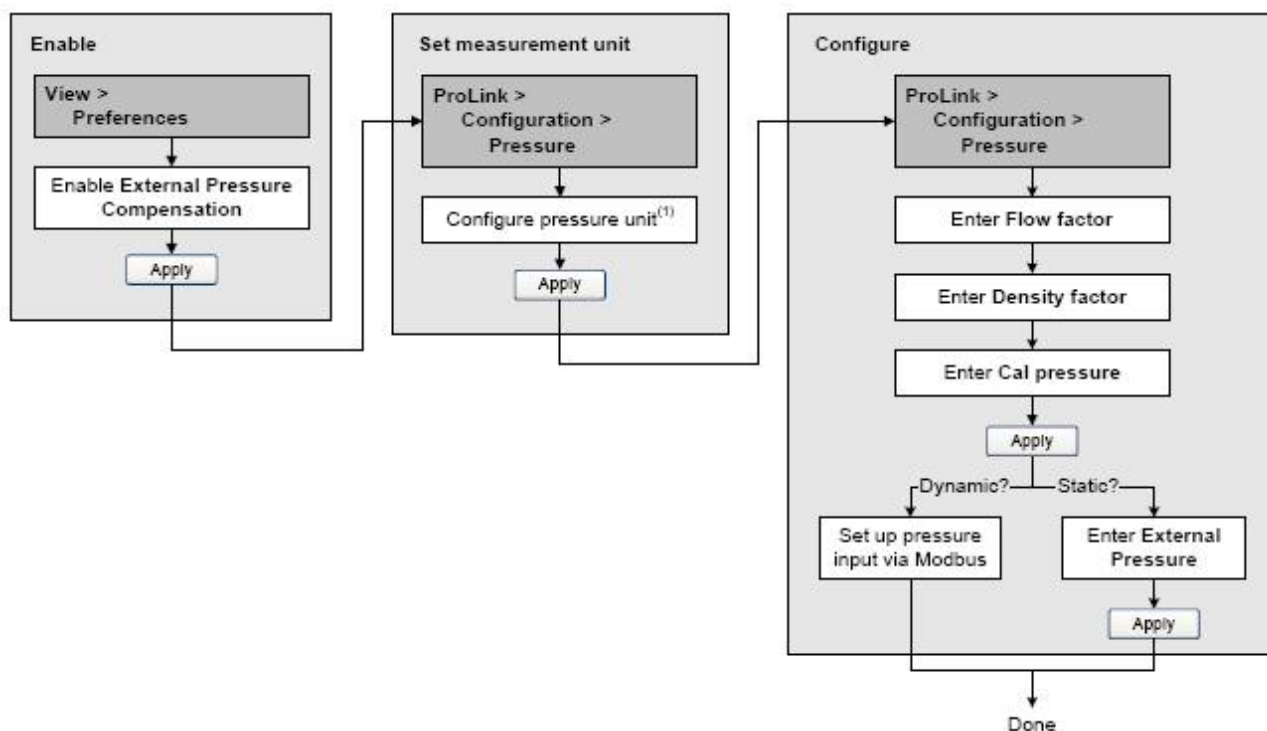 Enable
View >
Preferences
Enable External Pressure
Compensation
Apply
Set measurement unit
ProLink >
Configuration >
Pressure
Configure pressure unit(1)
Apply
Configure
ProLink >
Configuration >
Pressure
Enter Flow factor
Enter Density factor
Enter Cal pressure
Apply
Dynamic?
Static?
Set up pressure
input via Modbus
Enter External
Pressure
Apply
Done